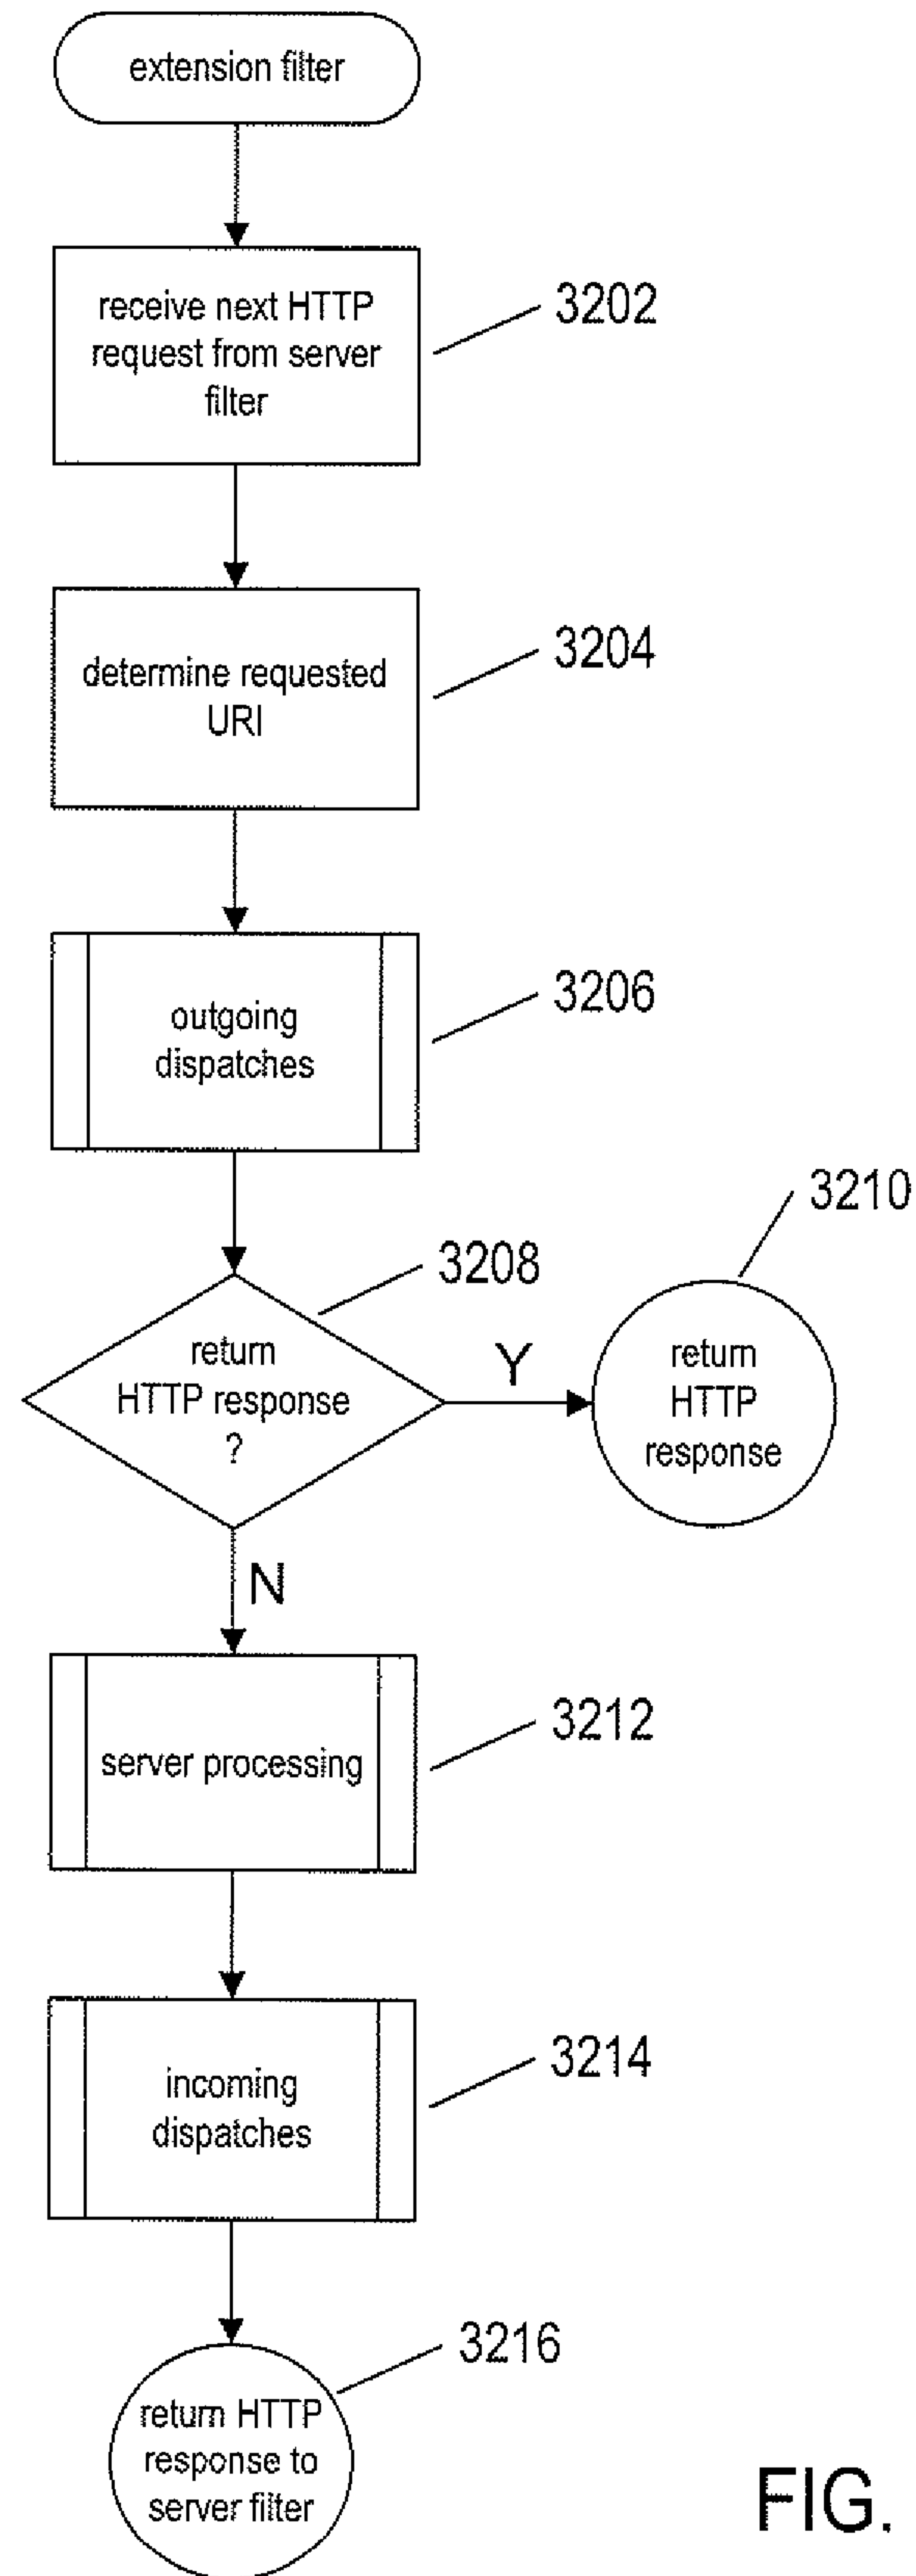 extension filter
receive next HTTP
request from server
filter
3202
determine requested
URI
3204
outgoing
dispatches
3206
3210
3208
return
HTTP response
?
Y
return
HTTP
response
N
server processing
3212
incoming
dispatches
3214
3216
return HTTP
response to
server filter
FIG.